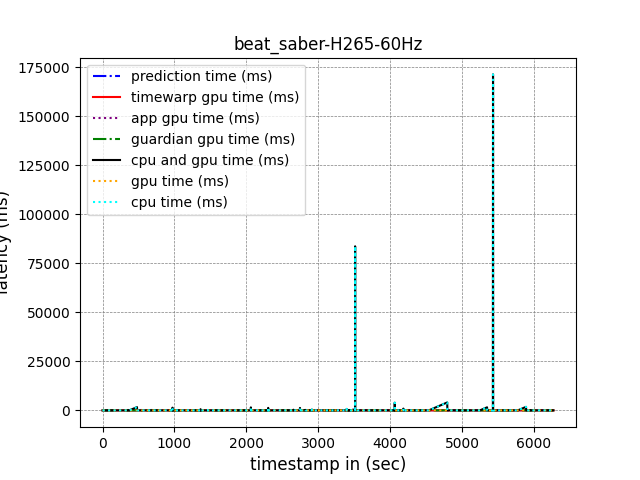 beat_saber-H265-60Hz
prediction time (ms)
timewarp gpu time (ms)
app gpu time (ms)
guardian gpu time (ms)
cpu and gpu time (ms)
gpu time (ms)
cpu time (ms)
175000
150000
125000
100000
75000
50000
25000
0
latency (ms)
0 1000 2000 3000 4000 5000 6000
timestamp in (sec)